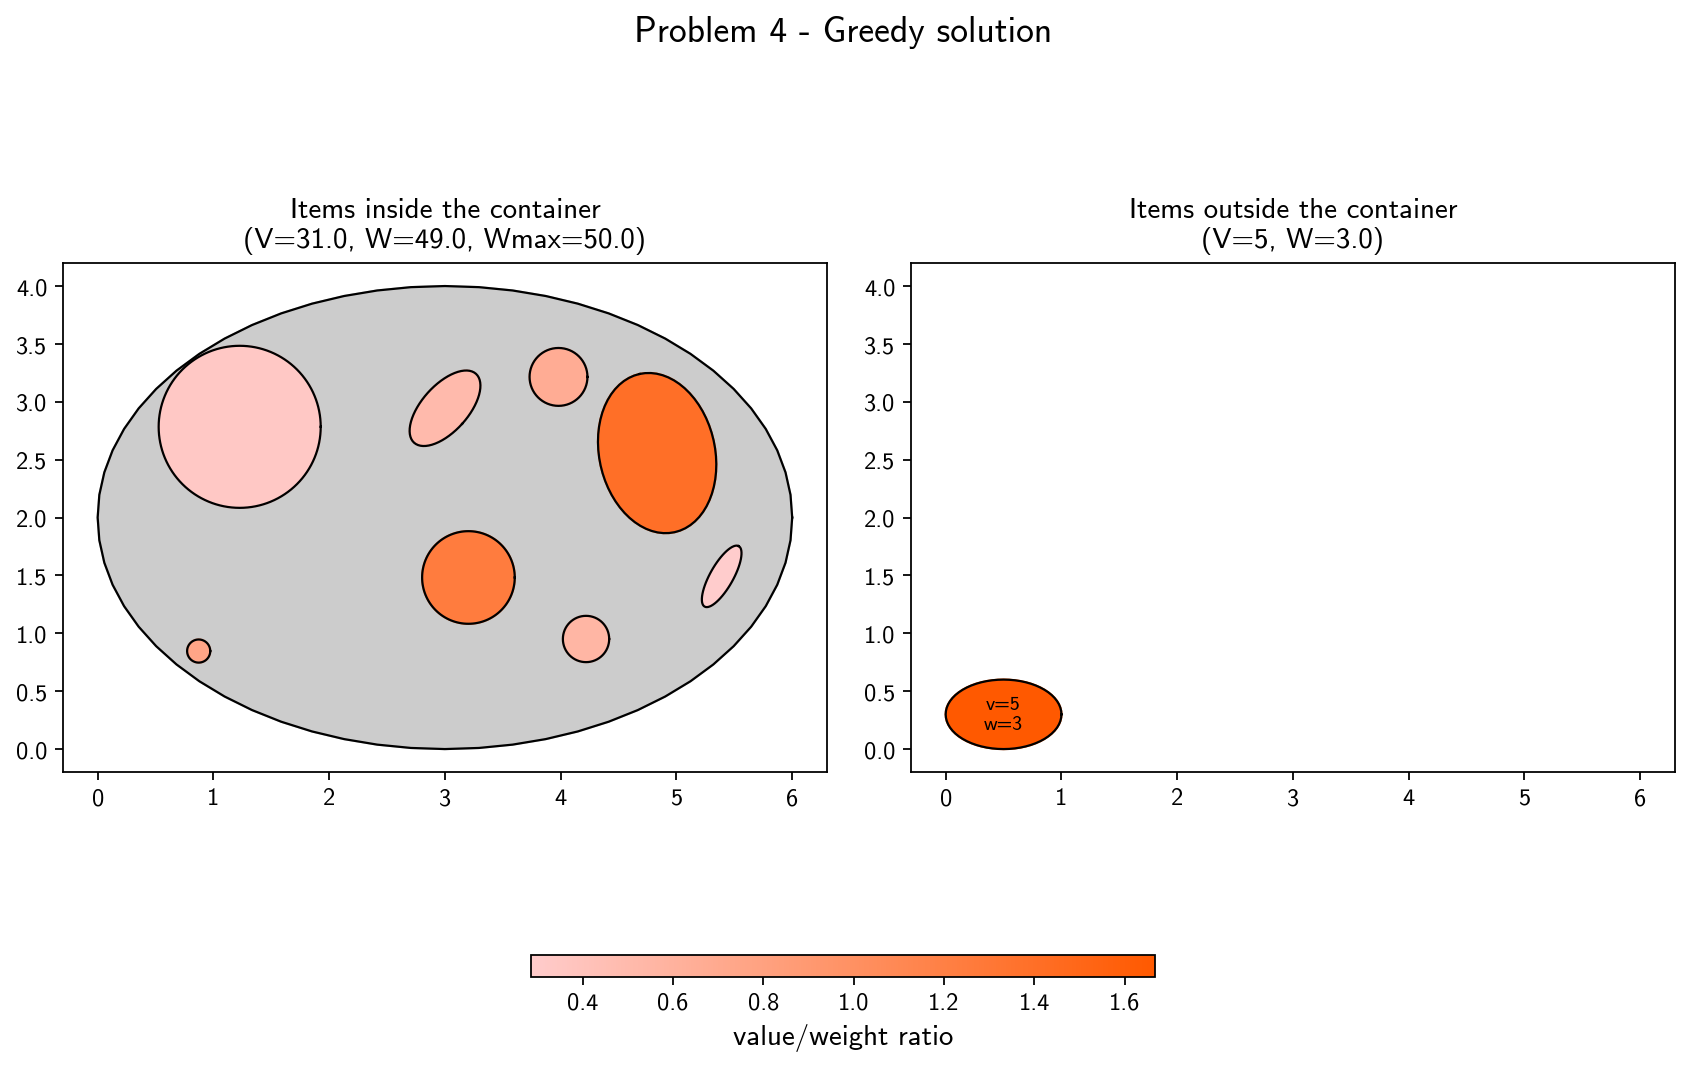 Problem 4 - Greedy solution
Items inside the container
(V=31.0, W=49.0, Wmax=50.0)
4.0
3.5
3.0
2.5
2.0
1.5
1.0
0.5
0.0
0 1 2 3 4 5 6
Items outside the container
(V=5, W=3.0)
4.0
3.5
3.0
2.5
2.0
1.5
1.0
0.5
0.0
v=5
w=3
0 1 2 3 4 5 6
0.4 0.6 0.8 1.0 1.2 1.4 1.6
value/weight ratio